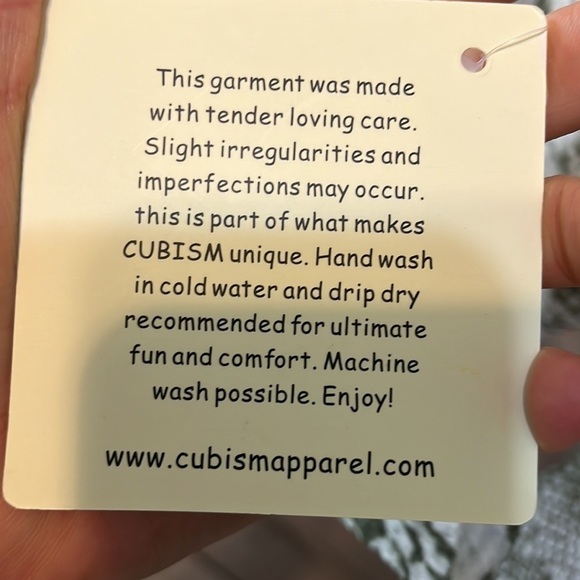 This garment was made
with tender loving care.
Slight irregularities and
imperfections may occur.
this is part of what makes
CUBISM unique. Hand wash
in cold water and drip dry
recommended for ultimate
fun and comfort. Machine
wash possible. Enjoy!
www.cubismapparel.com